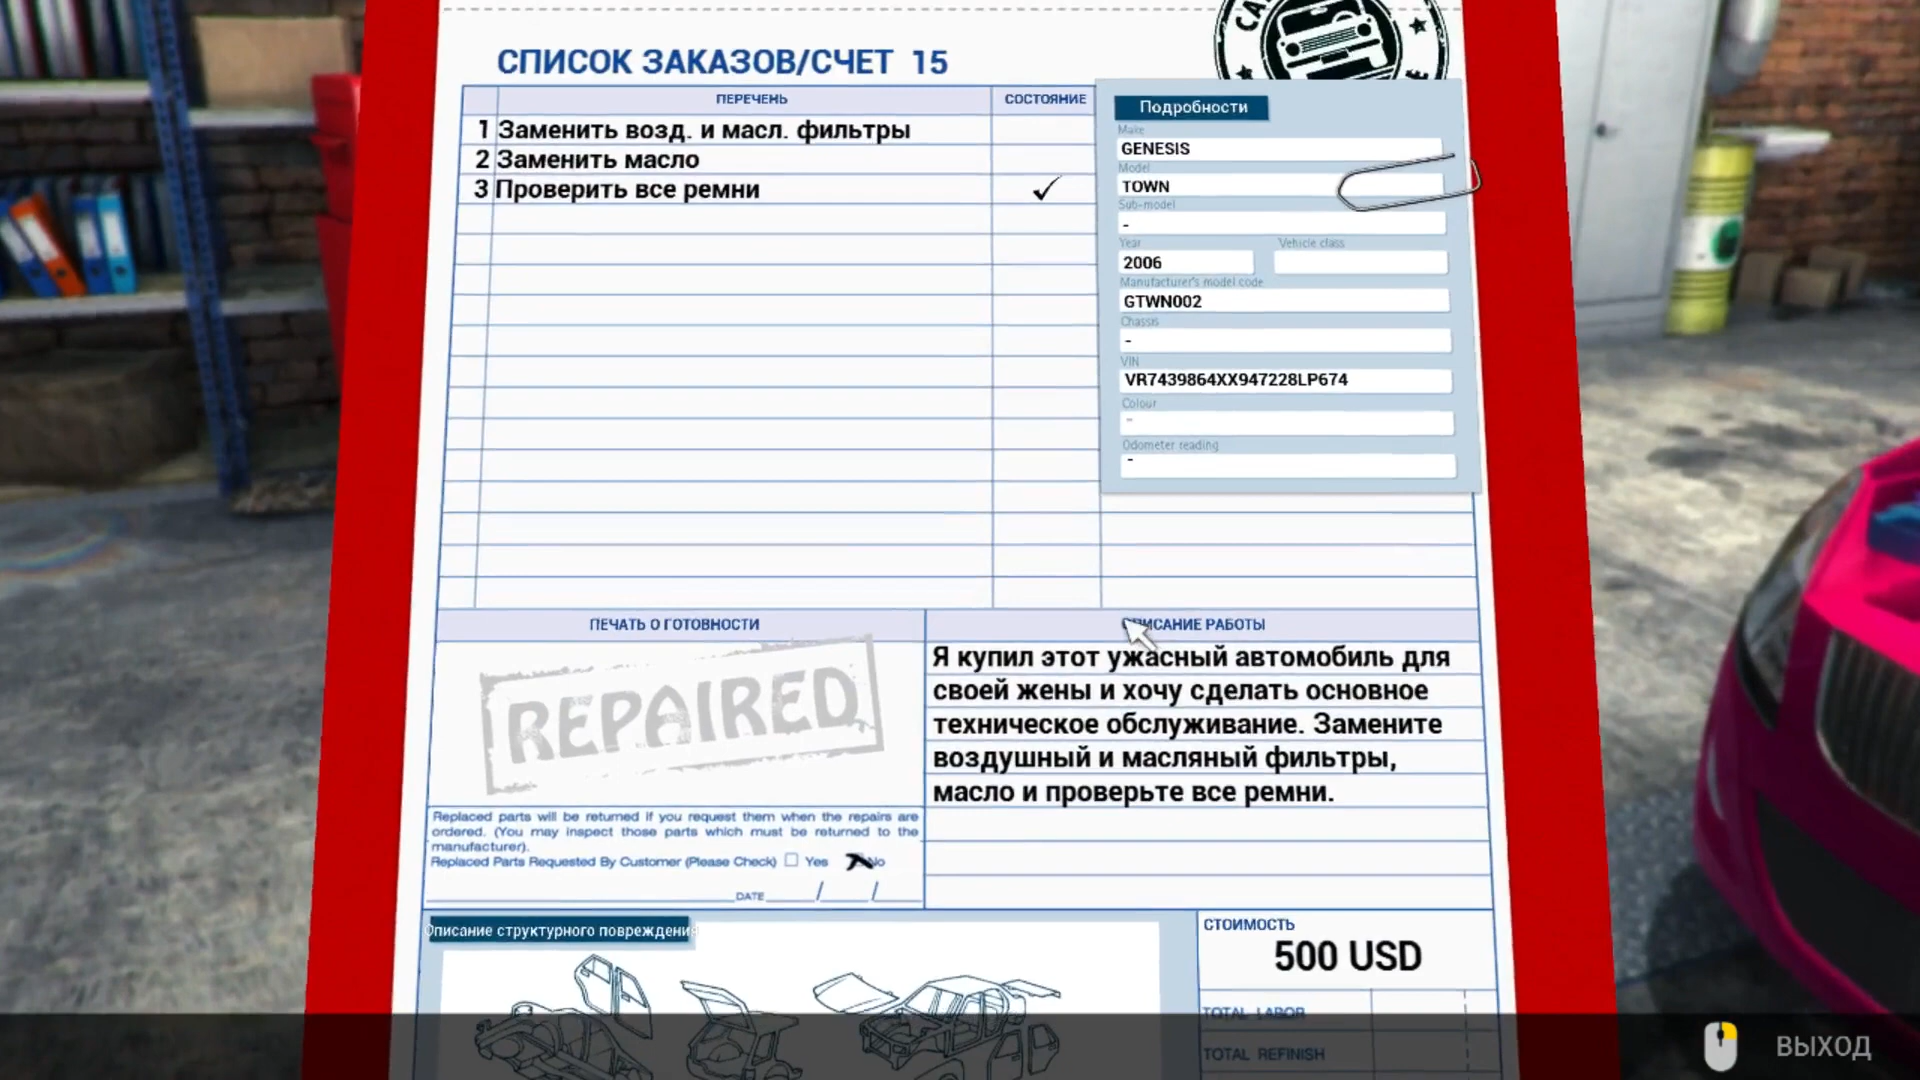 СПИСОК ЗАКАЗОВ/СЧЕТ 15
ПЕРЕЧЕНЬ
СОСТОЯНИЕ
1 Заменить возд. и масл. фильтры
2 Заменить масло
3 Проверить все ремни
Подробности
Make
GENESIS
Model
TOWN
Sub-model
-
Year
Vehicle class
2006
Manufacturer's model code
GTWN002
Chassis
-
VIN
VR7439864XX947228LP674
Colour
-
Odometer reading
-
ПЕЧАТЬ О ГОТОВНОСТИ
REPAIRED
ОПИСАНИЕ РАБОТЫ
Я купил этот ужасный автомобиль для
своей жены и хочу сделать основное
техническое обслуживание. Замените
воздушный и масляный фильтры,
масло и проверьте все ремни.
Replaced parts will be returned if you request them when the repairs are
ordered. (You may inspect those parts which must be returned to the
manufacturer).
Replaced Parts Requested By Customer (Please Check) Yes No
DATE / /
Описание структурного повреждения
СТОИМОСТЬ
500 USD
TOTAL LABOR
TOTAL REFINISH
ВЫХОД